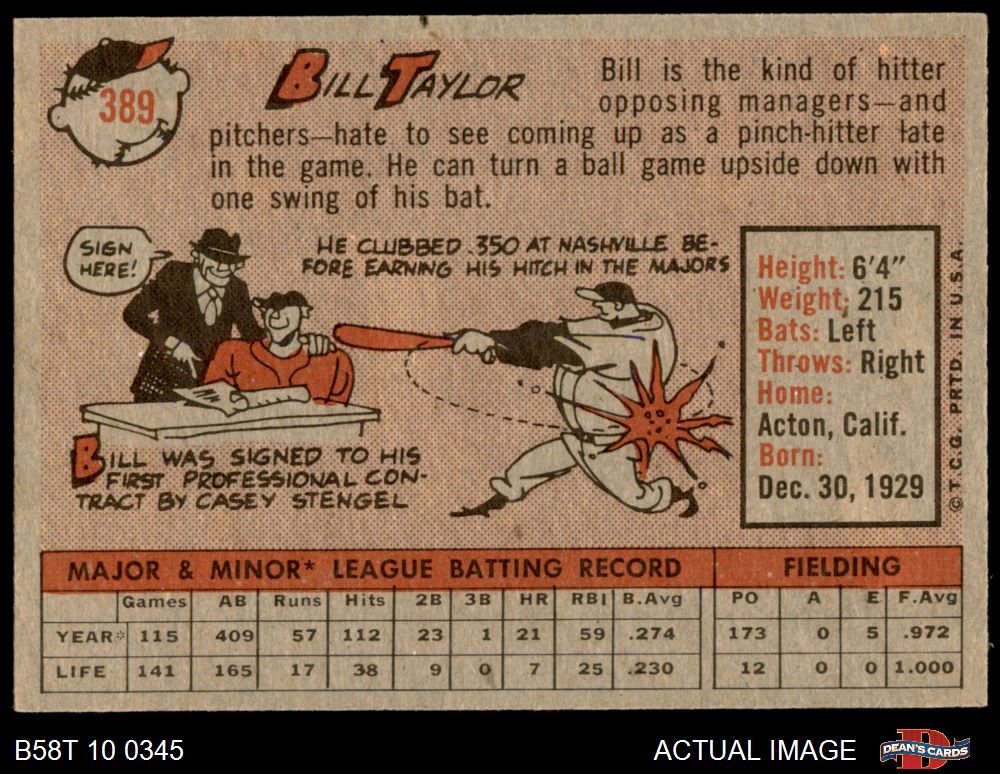 389
BILL TAYLOR
Bill is the kind of hitter
opposing managers—and
pitchers—hate to see coming up as a pinch-hitter late
in the game. He can turn a ball game upside down with
one swing of his bat.
SIGN
HERE!
HE CLUBBED .350 AT NASHVILLE BE-
FORE EARNING HIS HITCH IN THE MAJORS
BILL WAS SIGNED TO HIS
FIRST PROFESSIONAL CON-
TRACT BY CASEY STENGEL
Height: 6'4"
Weight: 215
Bats: Left
Throws: Right
Home:
Acton, Calif.
Born:
Dec. 30, 1929
© T.C.G. PRTD. IN U.S.A.
MAJOR & MINOR* LEAGUE BATTING RECORD FIELDING
Games AB Runs Hits 2B 3B HR RBI B.Avg PO A E F.Avg
YEAR* 115 409 57 112 23 1 21 59 .274 173 0 5 .972
LIFE 141 165 17 38 9 0 7 25 .230 12 0 0 1.000
B58T 10 0345 ACTUAL IMAGE DEAN'S CARDS